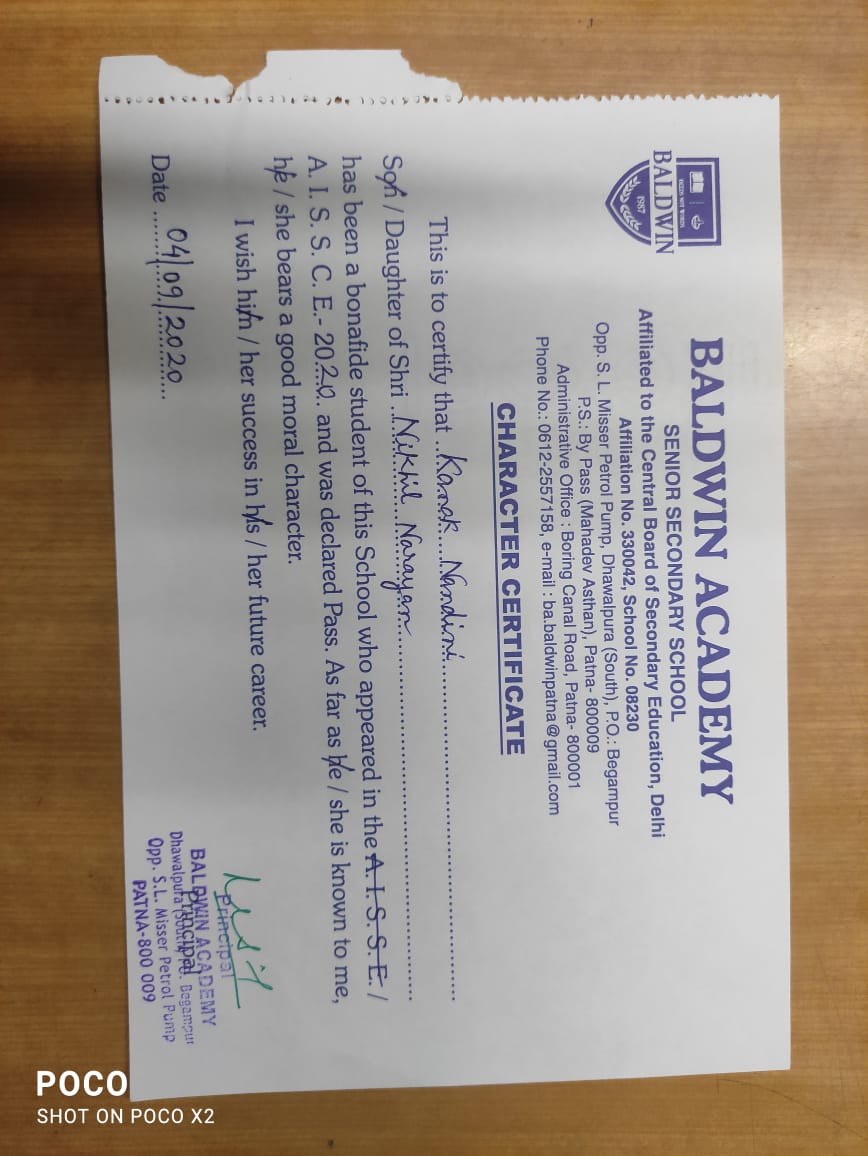 BALDWIN
1987
BALDWIN ACADEMY
SENIOR SECONDARY SCHOOL
Affiliated to the Central Board of Secondary Education, Delhi
Affiliation No. 330042, School No. 08230
Opp. S. L. Misser Petrol Pump, Dhawalpura (South), P.O.: Begampur
P.S.: By Pass (Mahadev Asthan), Patna- 800009
Administrative Office : Boring Canal Road, Patna- 800001
Phone No.: 0612-2557158, e-mail : ba.baldwinpatna@gmail.com
CHARACTER CERTIFICATE
This is to certify that Kanak Nandini
Son / Daughter of Shri Nikhil Narayan
has been a bonafide student of this School who appeared in the A. I. S. S. E. /
A. I. S. S. C. E.- 2020 and was declared Pass. As far as he / she is known to me,
he / she bears a good moral character.
I wish him / her success in his / her future career.
Date 04/09/2020
Principal
Principal
BALDWIN ACADEMY
Dhawalpura (South) P.O. Begampur
Opp. S.L. Misser Petrol Pump
PATNA-800 009
POCO
SHOT ON POCO X2